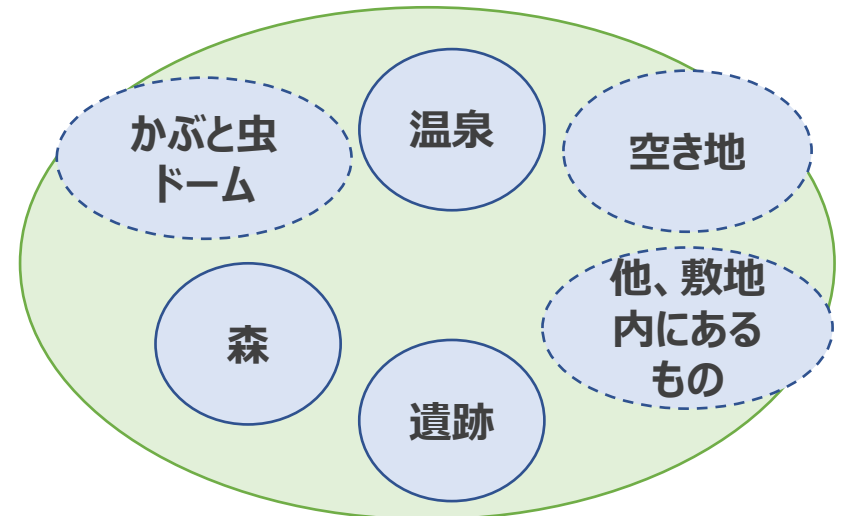 かぶと虫
ドーム
温泉
空き地
他、敷地
内にある
もの
森
遺跡